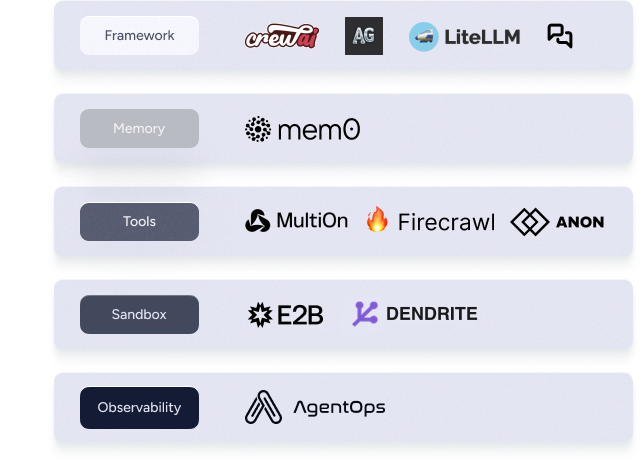 Framework crewai AG LiteLLM
Memory mem0
Tools MultiOn Firecrawl ANON
Sandbox E2B DENDRITE
Observability AgentOps